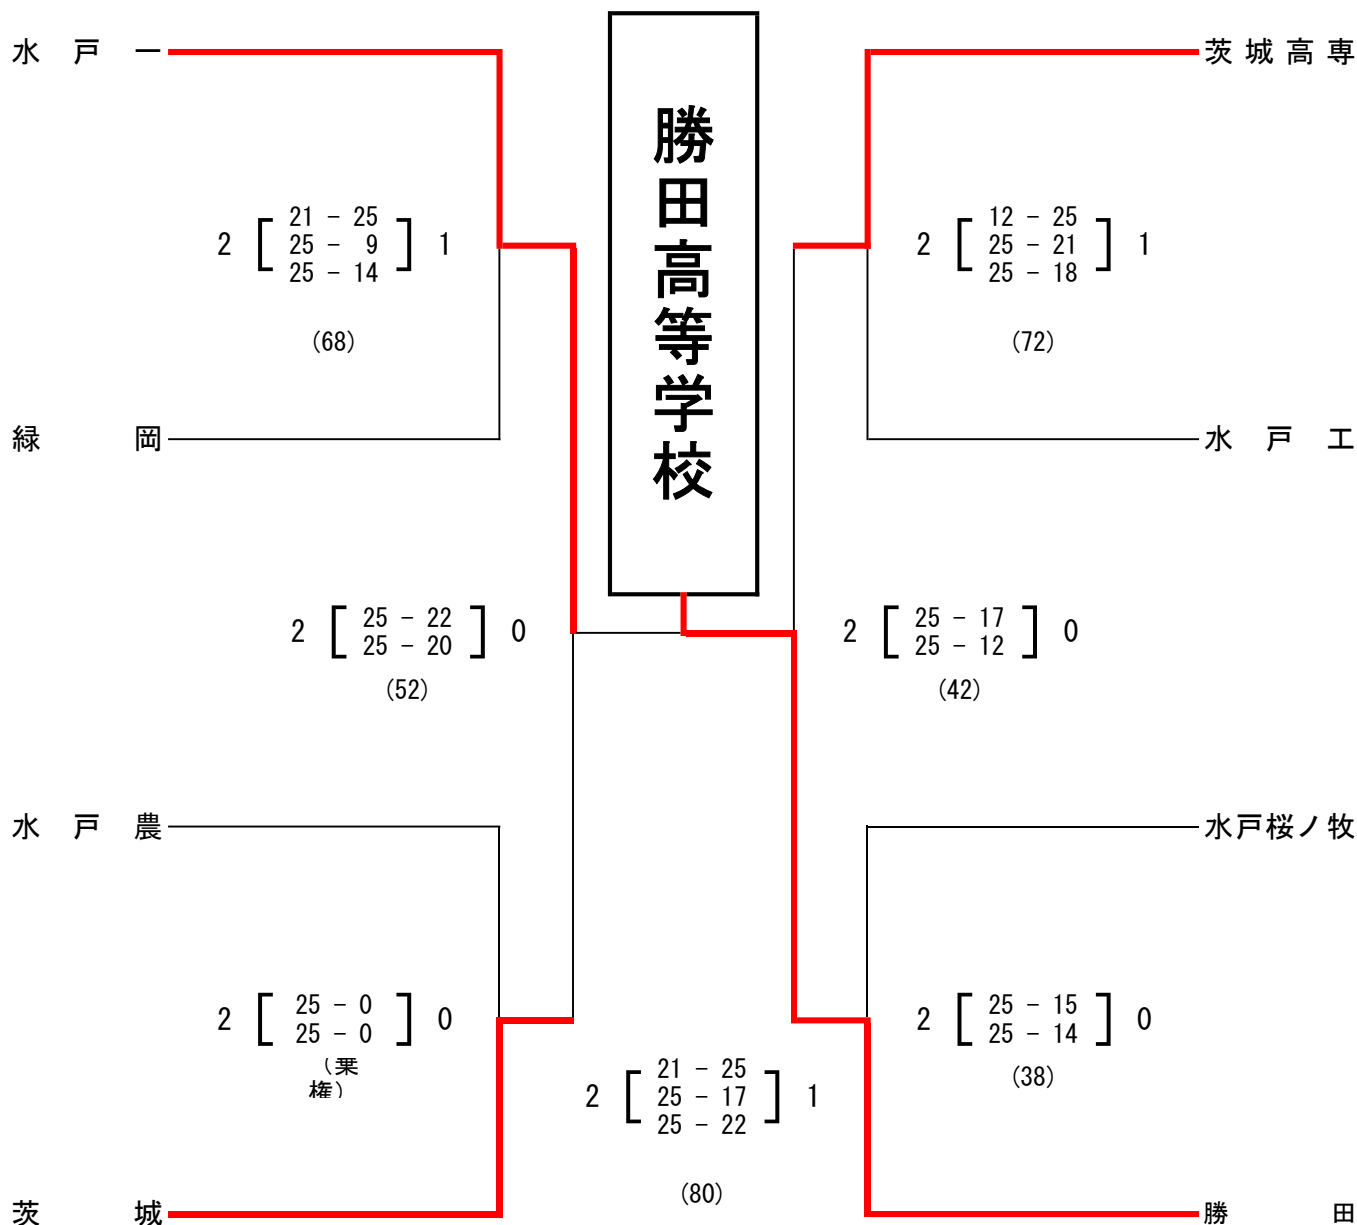 勝田高等学校
水戸一
茨城高専
2 [ 21 - 25 ] 1
25 - 9
25 - 14
(68)
2 [ 12 - 25 ] 1
25 - 21
25 - 18
(72)
緑岡
水戸工
2 [ 25 - 22 ] 0
25 - 20
(52)
2 [ 25 - 17 ] 0
25 - 12
(42)
水戸農
水戸桜ノ牧
2 [ 25 - 0 ] 0
25 - 0
(棄
権)
2 [ 25 - 15 ] 0
25 - 14
(38)
2 [ 21 - 25 ] 1
25 - 17
25 - 22
(80)
茨城
勝田